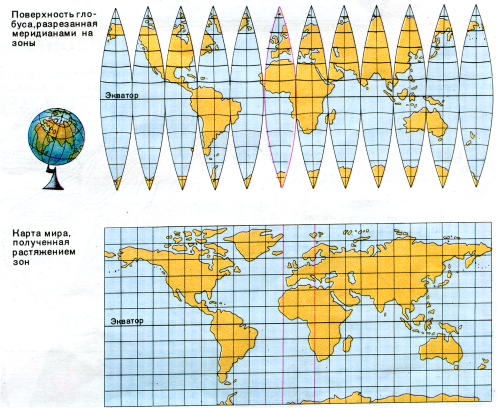 Поверхность гло-
буса,разрезанная
меридианами на
зоны
Экватор
Карта мира,
полученная
растяжением
зон
Экватор